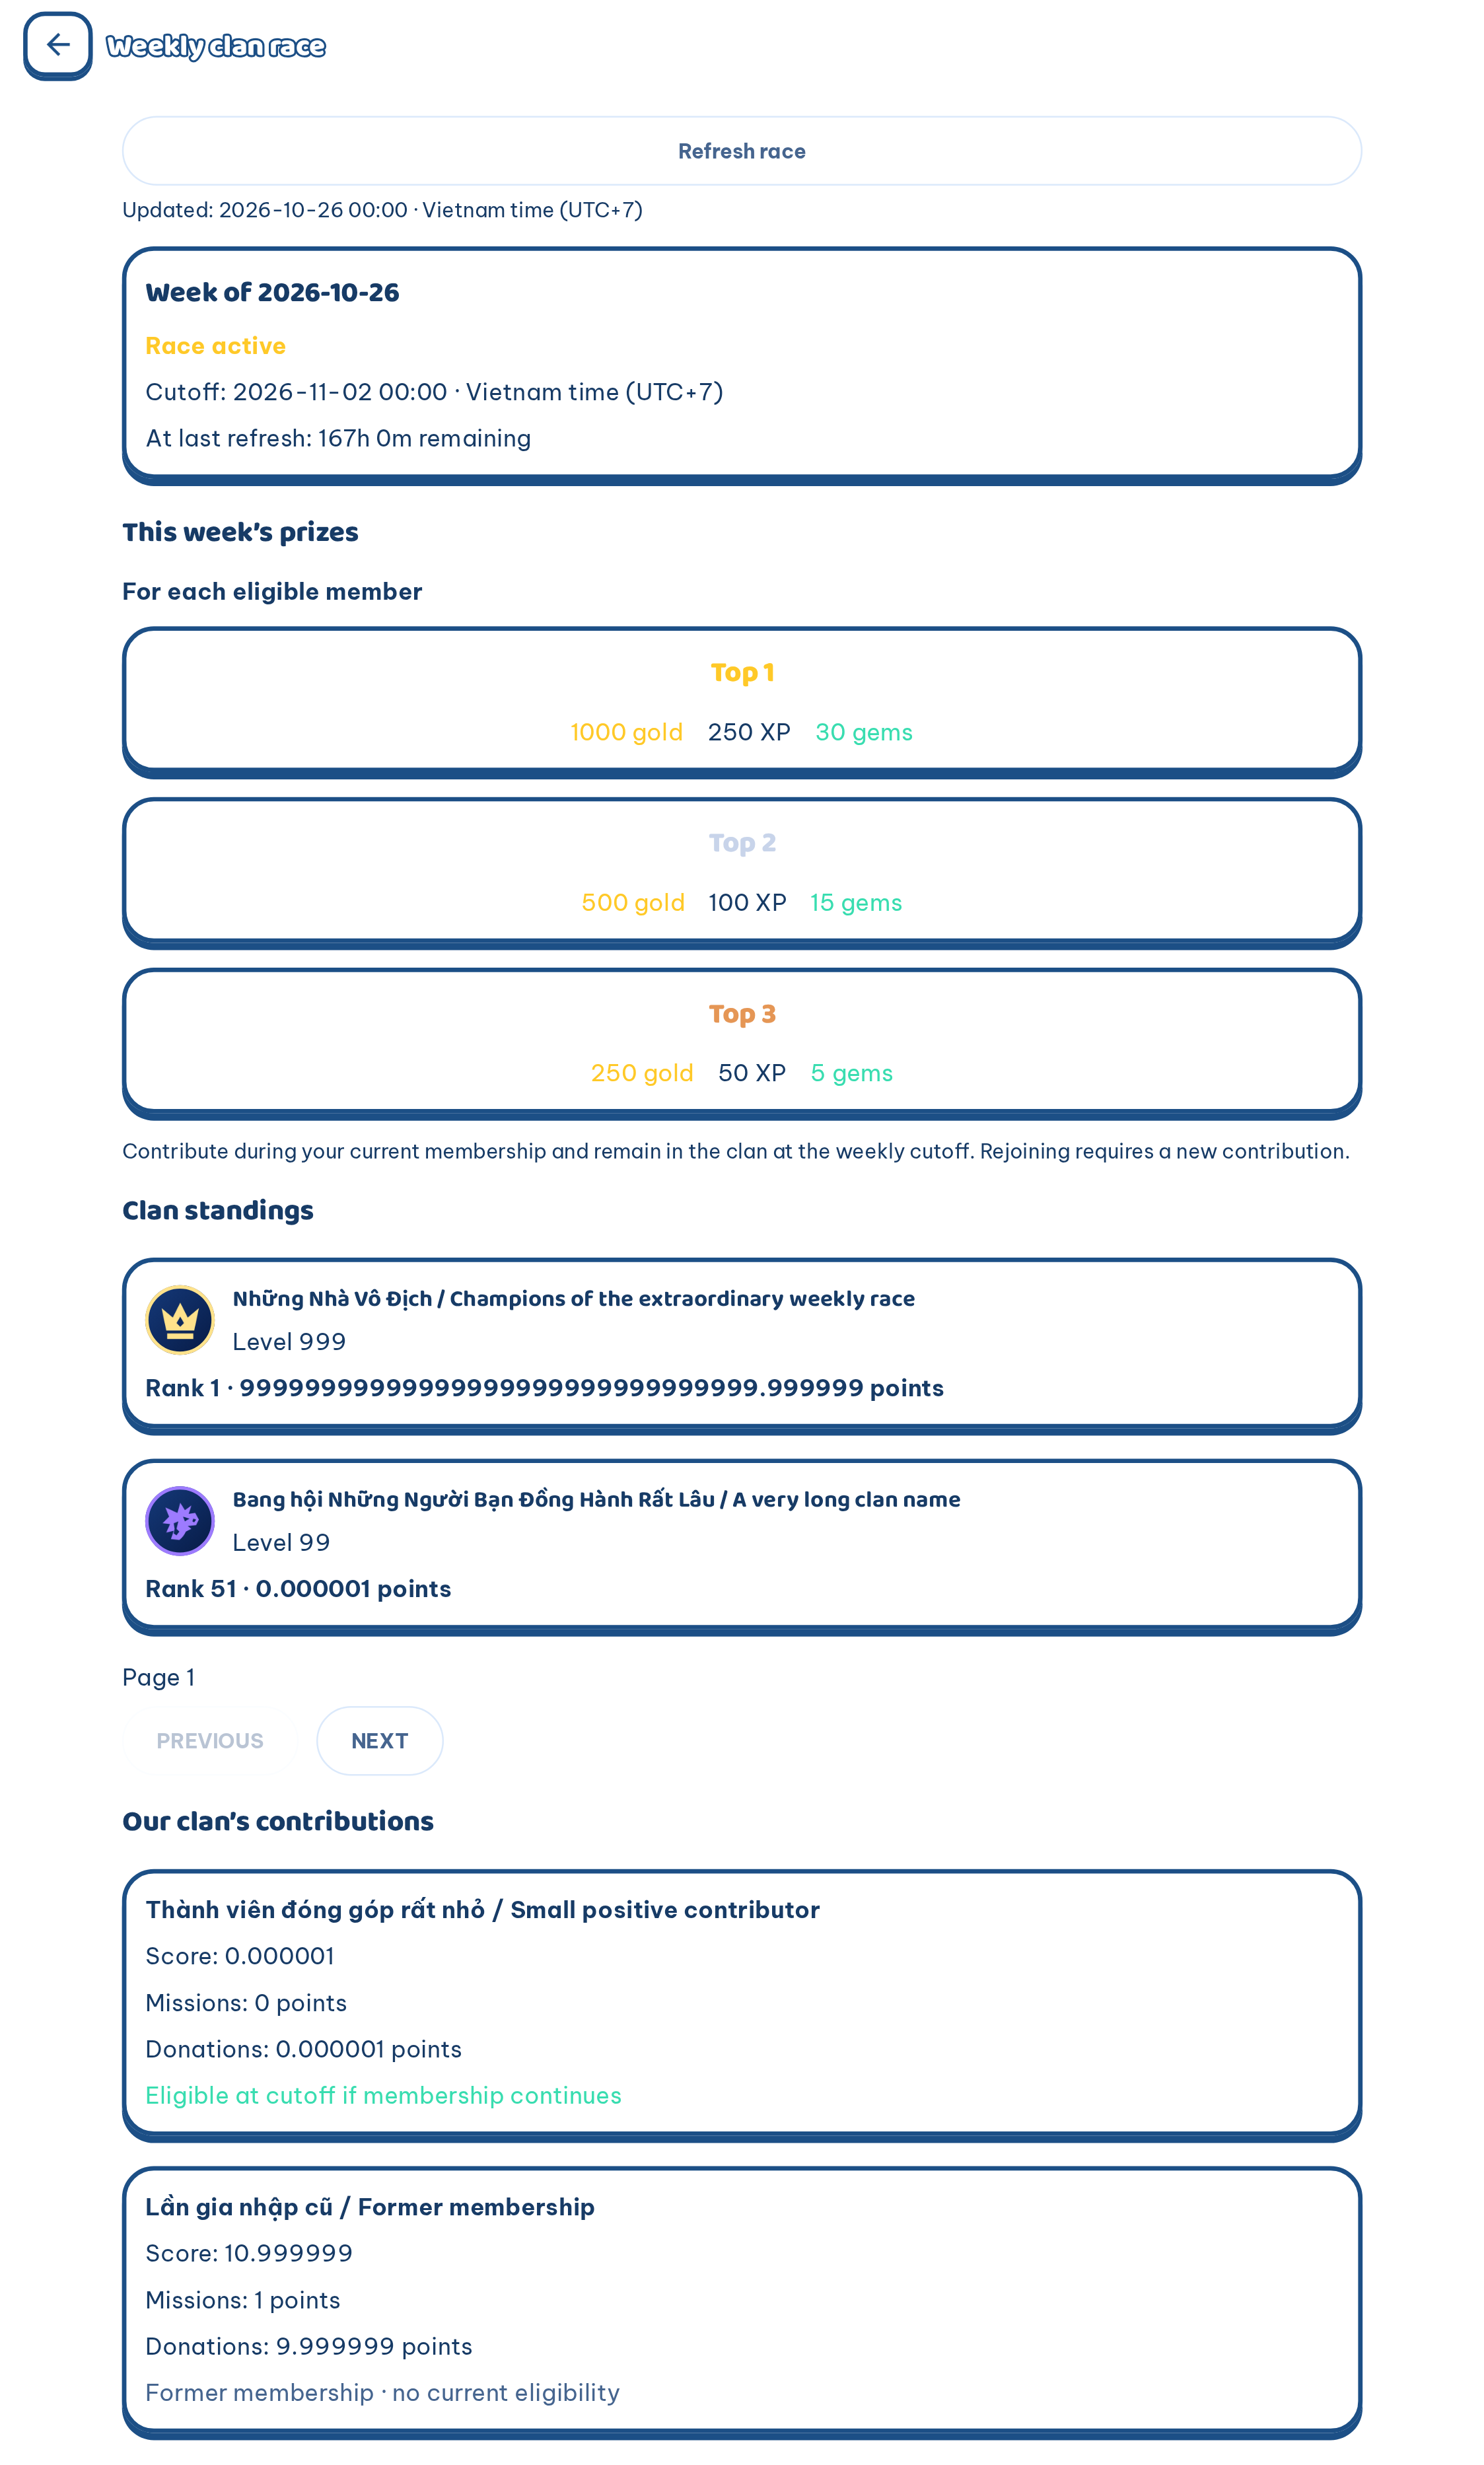 Weekly clan race
Refresh race
Updated: 2026-10-26 00:00 · Vietnam time (UTC+7)
Week of 2026-10-26
Race active
Cutoff: 2026-11-02 00:00 · Vietnam time (UTC+7)
At last refresh: 167h 0m remaining
This week's prizes
For each eligible member
Top 1
1000 gold 250 XP 30 gems
Top 2
500 gold 100 XP 15 gems
Top 3
250 gold 50 XP 5 gems
Contribute during your current membership and remain in the clan at the weekly cutoff. Rejoining requires a new contribution.
Clan standings
Những Nhà Vô Địch / Champions of the extraordinary weekly race
Level 999
Rank 1 · 99999999999999999999999999999999.999999 points
Bang hội Những Người Bạn Đồng Hành Rất Lâu / A very long clan name
Level 99
Rank 51 · 0.000001 points
Page 1
PREVIOUS NEXT
Our clan's contributions
Thành viên đóng góp rất nhỏ / Small positive contributor
Score: 0.000001
Missions: 0 points
Donations: 0.000001 points
Eligible at cutoff if membership continues
Lần gia nhập cũ / Former membership
Score: 10.999999
Missions: 1 points
Donations: 9.999999 points
Former membership · no current eligibility